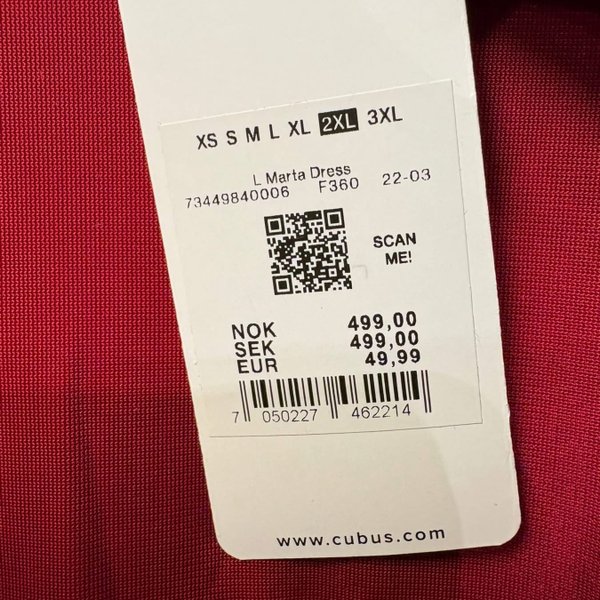 XS S M L XL 2XL 3XL
L Marta Dress
73449840006 F360 22-03
SCAN
ME!
NOK 499,00
SEK 499,00
EUR 49,99
7 050227 462214
www.cubus.com